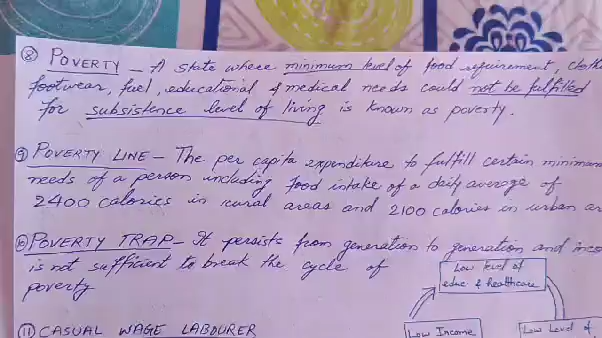 ⑧ POVERTY - A state where minimum level of food requirement, cloth
footwear, fuel, educational & medical needs could not be fulfilled
for subsistence level of living is known as poverty.
⑨ POVERTY LINE - The per capita expenditure to fulfill certain minimum
needs of a person including food intake of a daily average of
2400 calories in rural areas and 2100 calories in urban ar
⑩ POVERTY TRAP - It persists from generation to generation and inco
is not sufficient to break the cycle of
poverty
Low level of
educ & healthcare
Low Income
Low Level of
⑪ CASUAL WAGE LABOURER